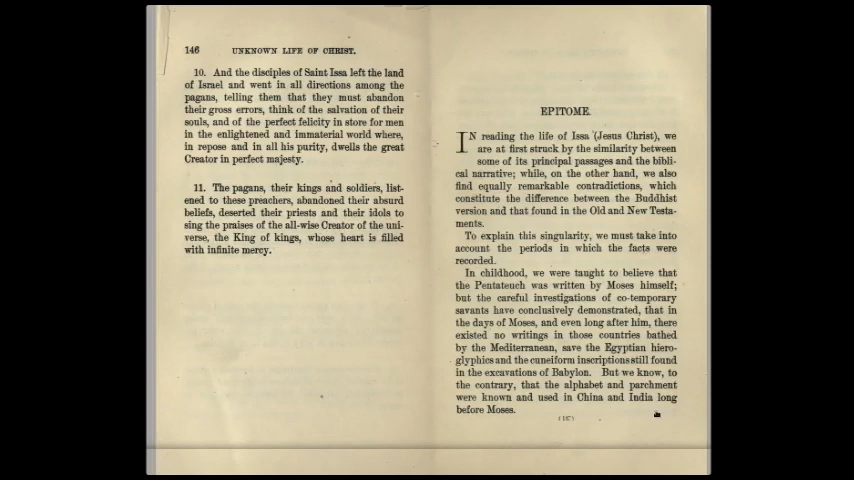 146 UNKNOWN LIFE OF CHRIST.
10. And the disciples of Saint Issa left the land
of Israel and went in all directions among the
pagans, telling them that they must abandon
their gross errors, think of the salvation of their
souls, and of the perfect felicity in store for men
in the enlightened and immaterial world where,
in repose and in all his purity, dwells the great
Creator in perfect majesty.
11. The pagans, their kings and soldiers, list-
ened to these preachers, abandoned their absurd
beliefs, deserted their priests and their idols to
sing the praises of the all-wise Creator of the uni-
verse, the King of kings, whose heart is filled
with infinite mercy.
EPITOME.
IN reading the life of Issa (Jesus Christ), we
are at first struck by the similarity between
some of its principal passages and the bibli-
cal narrative; while, on the other hand, we also
find equally remarkable contradictions, which
constitute the difference between the Buddhist
version and that found in the Old and New Testa-
ments.
To explain this singularity, we must take into
account the periods in which the facts were
recorded.
In childhood, we were taught to believe that
the Pentateuch was written by Moses himself;
but the careful investigations of co-temporary
savants have conclusively demonstrated, that in
the days of Moses, and even long after him, there
existed no writings in those countries bathed
by the Mediterranean, save the Egyptian hiero-
glyphics and the cuneiform inscriptions still found
in the excavations of Babylon. But we know, to
the contrary, that the alphabet and parchment
were known and used in China and India long
before Moses.
(147)